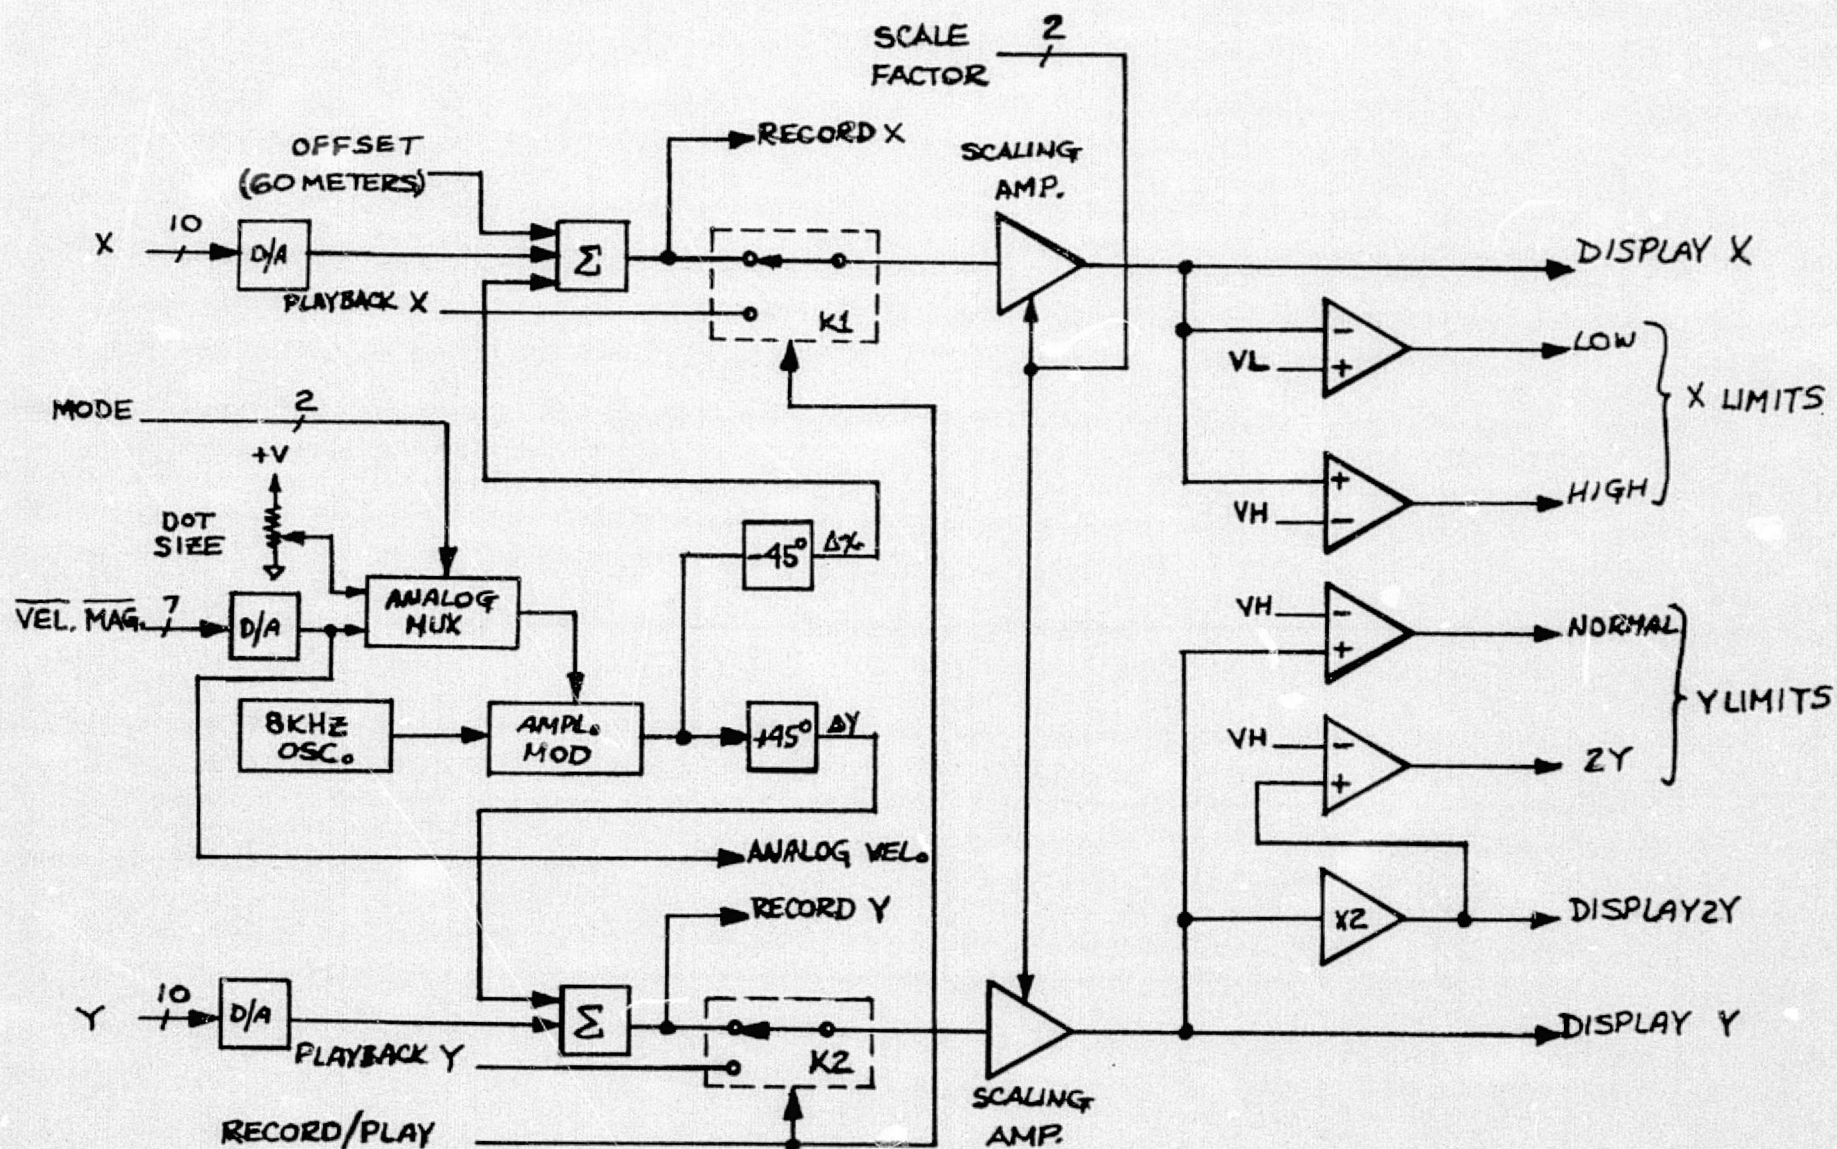 SCALE
FACTOR
2
OFFSET
(60 METERS)
RECORD X
SCALING
AMP.
X
10
D/A
Σ
DISPLAY X
PLAYBACK X
K1
-
VL
+
LOW
X LIMITS
MODE
2
+V
+
VH
-
HIGH
DOT
SIZE
-45°
ΔX
VEL. MAG.
7
D/A
ANALOG
MUX
VH
-
+
NORMAL
8KHZ
OSC.
AMPL.
MOD
+45°
ΔY
Y LIMITS
VH
-
+
2Y
ANALOG VEL.
RECORD Y
X2
DISPLAY 2Y
Y
10
D/A
Σ
DISPLAY Y
PLAYBACK Y
K2
SCALING
AMP.
RECORD/PLAY